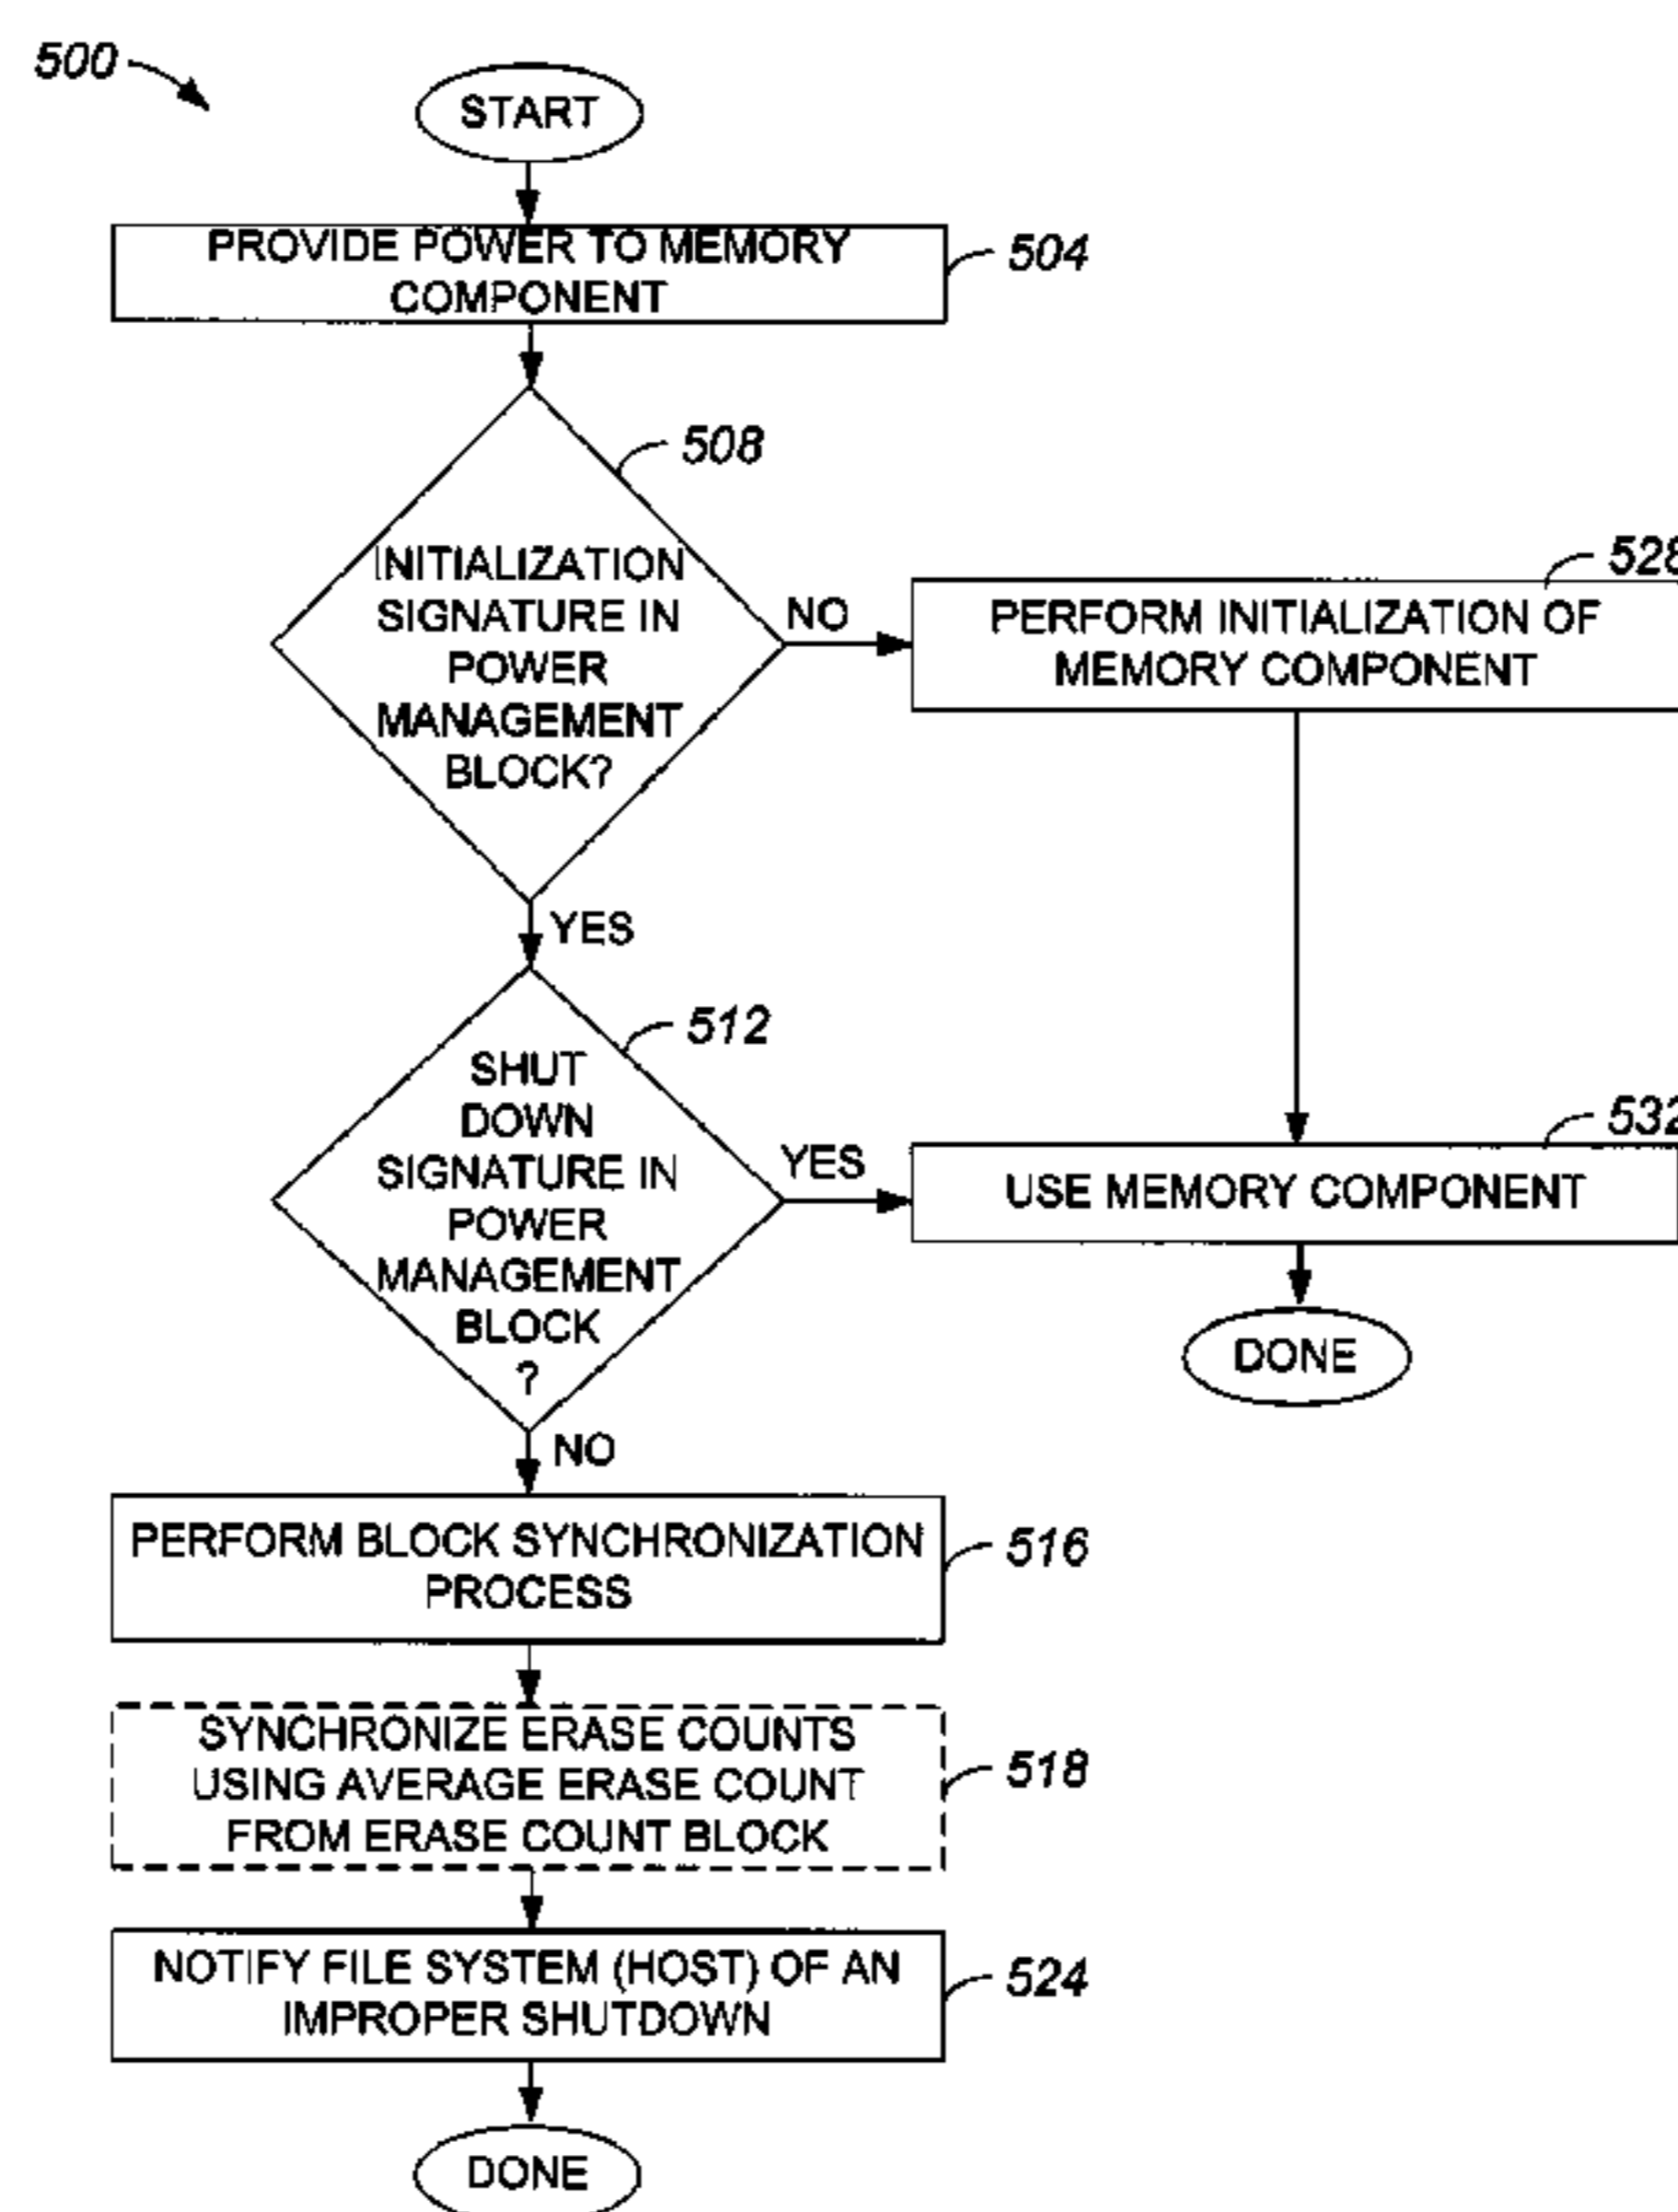 500
START
PROVIDE POWER TO MEMORY
COMPONENT
504
508
INITIALIZATION
SIGNATURE IN
POWER
MANAGEMENT
BLOCK?
NO
528
PERFORM INITIALIZATION OF
MEMORY COMPONENT
YES
512
SHUT
DOWN
SIGNATURE IN
POWER
MANAGEMENT
BLOCK
?
YES
532
USE MEMORY COMPONENT
DONE
NO
PERFORM BLOCK SYNCHRONIZATION
PROCESS
516
SYNCHRONIZE ERASE COUNTS
USING AVERAGE ERASE COUNT
FROM ERASE COUNT BLOCK
518
NOTIFY FILE SYSTEM (HOST) OF AN
IMPROPER SHUTDOWN
524
DONE